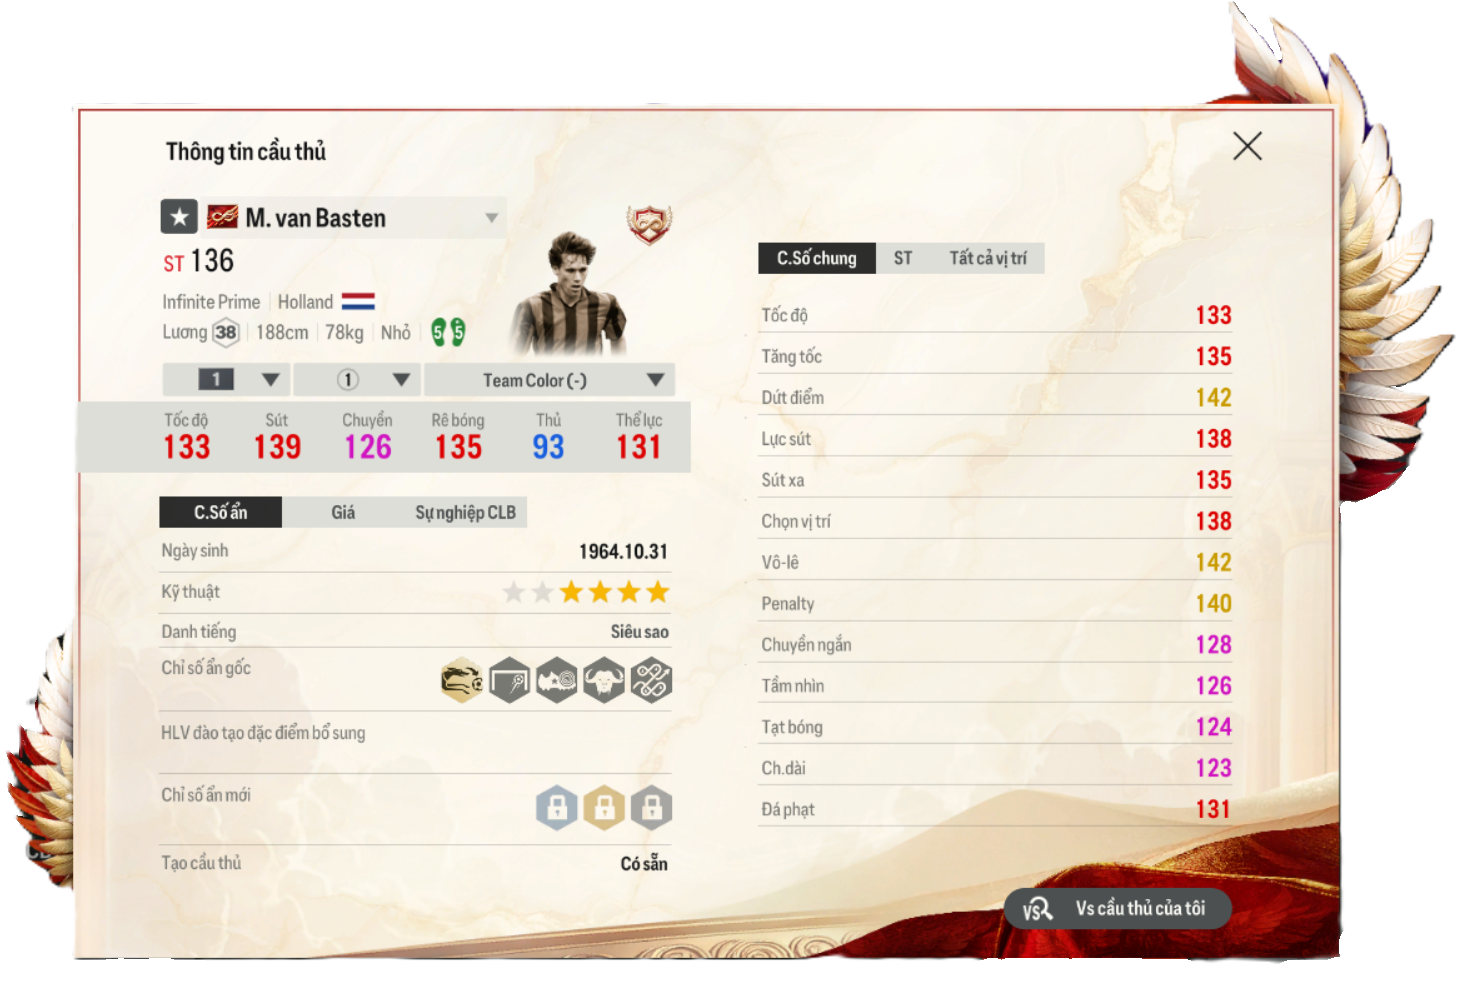 Thông tin cầu thủ
M. van Basten
ST 136
Infinite Prime Holland
Lương 38 188cm 78kg Nhỏ 5 5
1 1 Team Color (-)
Tốc độ Sút Chuyền Rê bóng Thủ Thể lực
133 139 126 135 93 131
C.Số ẩn Giá Sự nghiệp CLB
Ngày sinh 1964.10.31
Kỹ thuật
Danh tiếng Siêu sao
Chỉ số ẩn gốc
HLV đào tạo đặc điểm bổ sung
Chỉ số ẩn mới
Tạo cầu thủ Có sẵn
C.Số chung ST Tất cả vị trí
Tốc độ 133
Tăng tốc 135
Dứt điểm 142
Lực sút 138
Sút xa 135
Chọn vị trí 138
Vô-lê 142
Penalty 140
Chuyền ngắn 128
Tầm nhìn 126
Tạt bóng 124
Ch.dài 123
Đá phạt 131
VS Vs cầu thủ của tôi